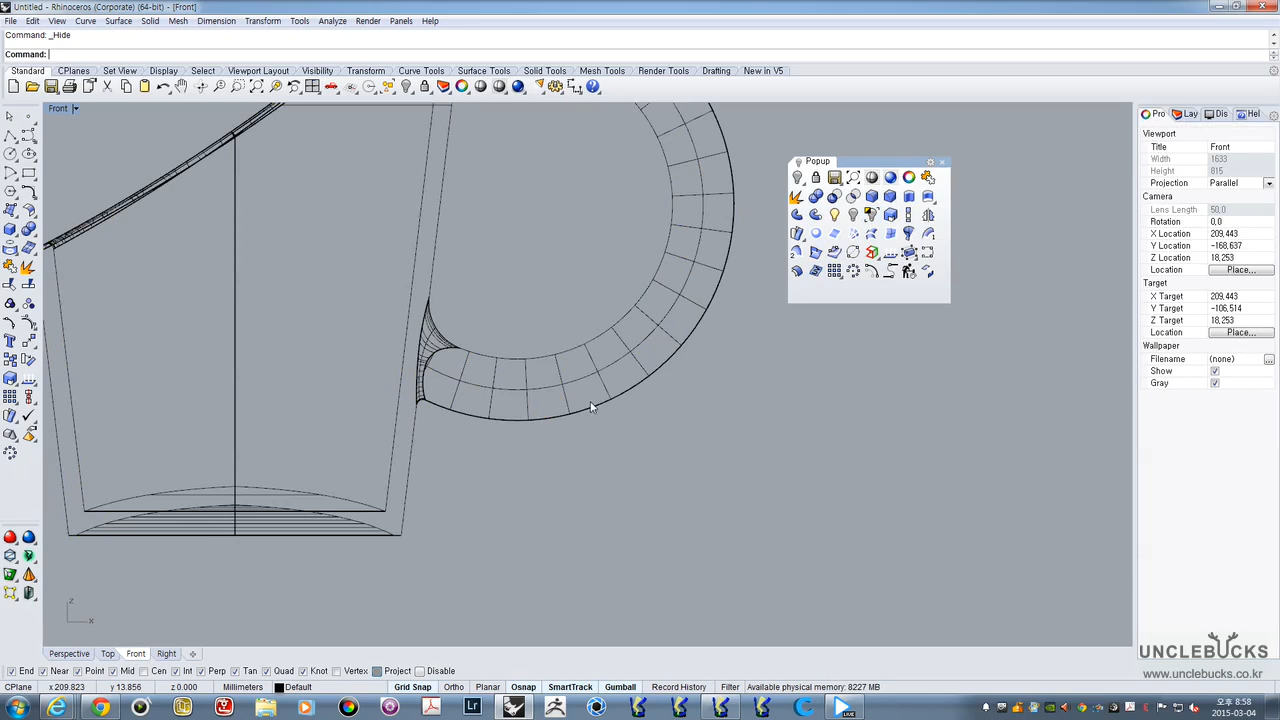 Untitled - Rhinoceros (Corporate) (64-bit) - [Front]
File Edit View Curve Surface Solid Mesh Dimension Transform Tools Analyze Render Panels Help
Command: _Hide
Command:
Standard CPlanes Set View Display Select Viewport Layout Visibility Transform Curve Tools Surface Tools Solid Tools Mesh Tools Render Tools Drafting New in V5
Front
Popup
Pro Lay Dis Hel
Viewport
Title Front
Width 1633
Height 815
Projection Parallel
Camera
Lens Length 50,0
Rotation 0,0
X Location 209,443
Y Location -168,637
Z Location 18,253
Location Place...
Target
X Target 209,443
Y Target -106,514
Z Target 18,253
Location Place...
Wallpaper
Filename (none)
Show
Gray
z
x
UNCLEBUCKS
www.unclebucks.co.kr
Perspective Top Front Right
End Near Point Mid Cen Int Perp Tan Quad Knot Vertex Project Disable
CPlane x 209.823 y 13.856 z 0.000 Millimeters Default Grid Snap Ortho Planar Osnap SmartTrack Gumball Record History Filter Available physical memory: 8227 MB
Lr LIVE
오후 8:58
2015-03-04